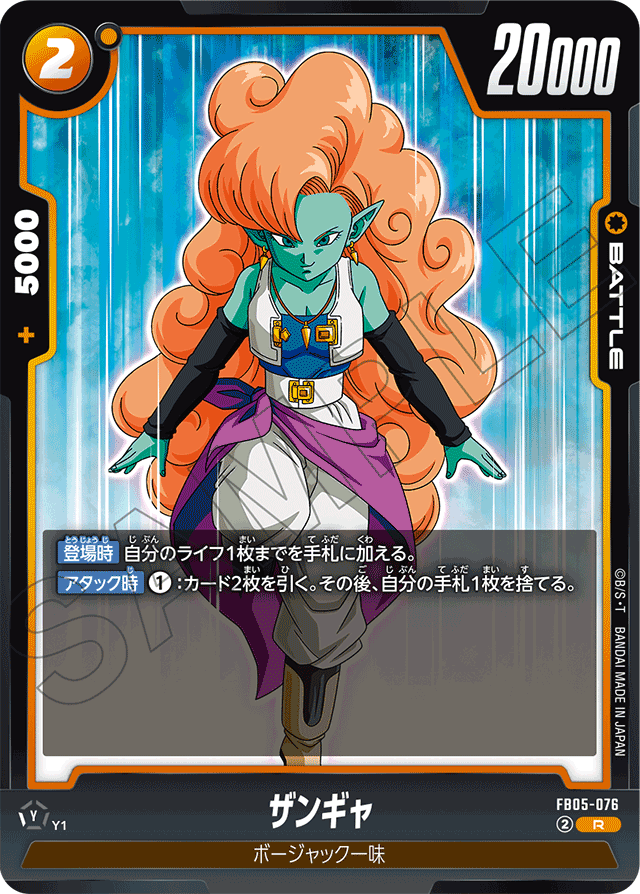 2
20000
+ 5000
BATTLE
登場時 自分のライフ1枚までを手札に加える。
アタック時 ①:カード2枚を引く。その後、自分の手札1枚を捨てる。
SAMPLE
©B/S・T BANDAI MADE IN JAPAN
ザンギャ
FB05-076
Y Y1
② R
ボージャック一味